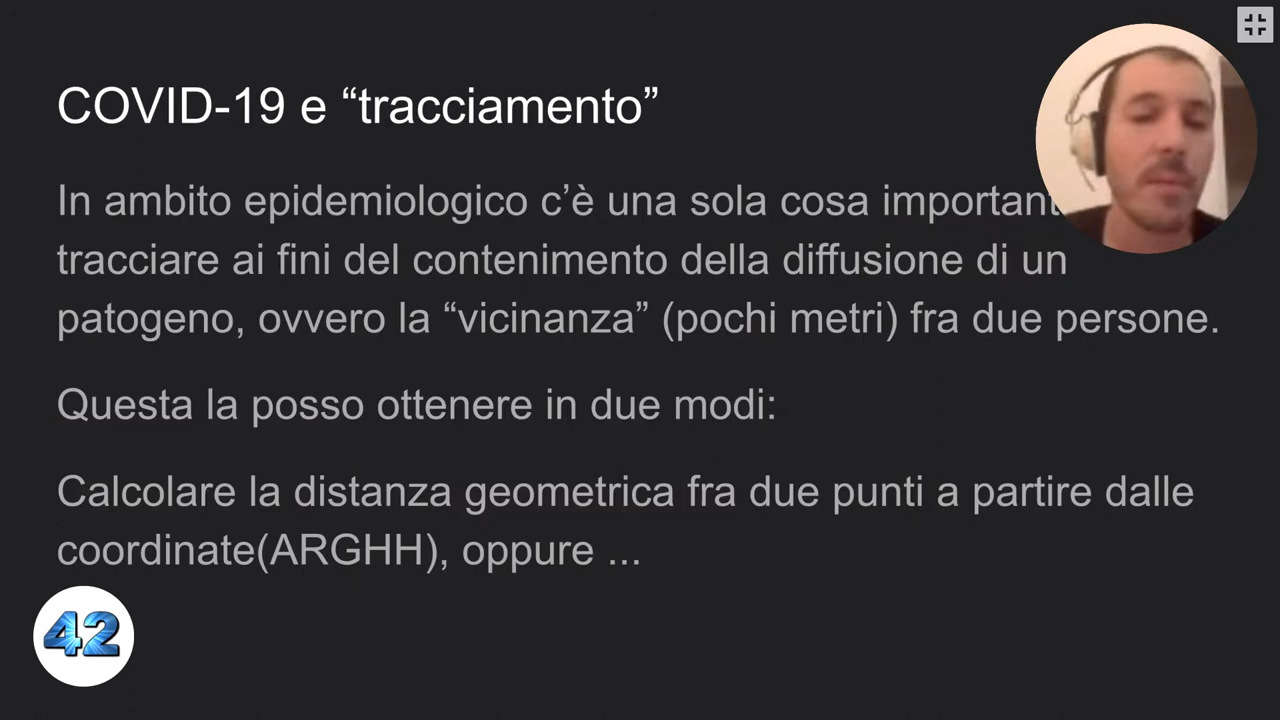 COVID-19 e “tracciamento”
In ambito epidemiologico c’è una sola cosa important
tracciare ai fini del contenimento della diffusione di un
patogeno, ovvero la “vicinanza” (pochi metri) fra due persone.
Questa la posso ottenere in due modi:
Calcolare la distanza geometrica fra due punti a partire dalle
coordinate(ARGHH), oppure ...
42